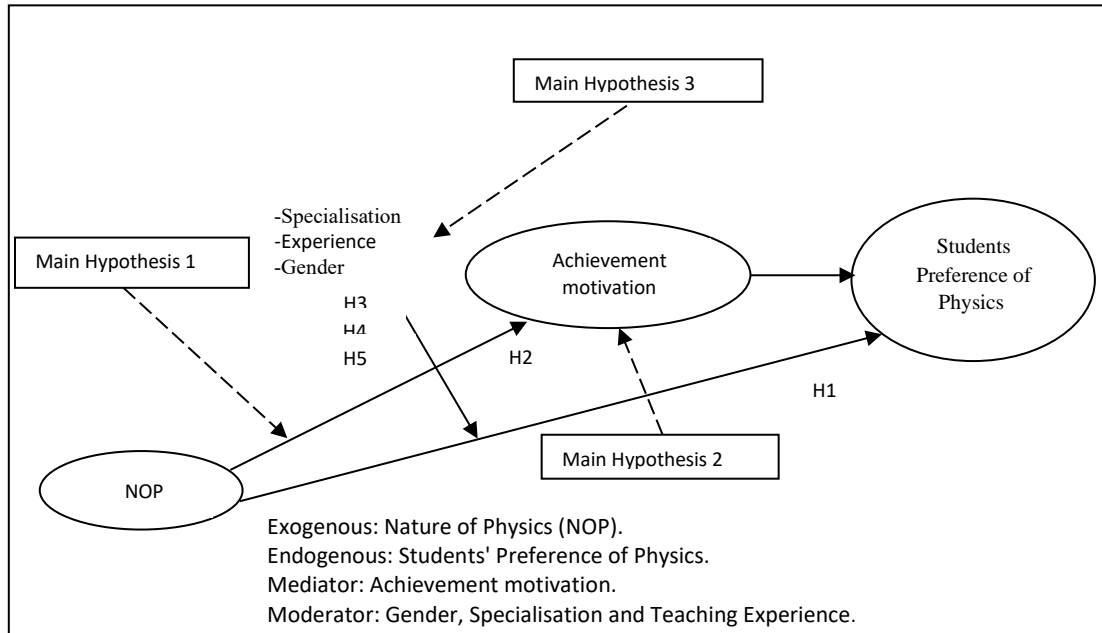 Main Hypothesis 3
-Specialisation
-Experience
-Gender
Main Hypothesis 1
Achievement
motivation
Students
Preference of
Physics
H3
H4
H5
H2
H1
Main Hypothesis 2
NOP
Exogenous: Nature of Physics (NOP).
Endogenous: Students' Preference of Physics.
Mediator: Achievement motivation.
Moderator: Gender, Specialisation and Teaching Experience.